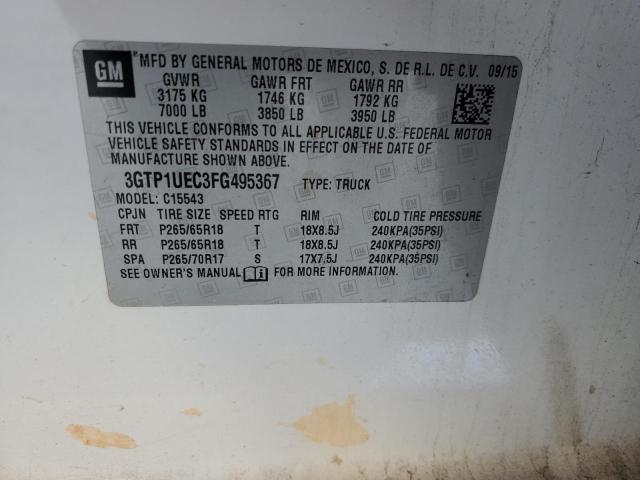 GM
MFD BY GENERAL MOTORS DE MEXICO, S. DE R.L. DE C.V. 09/15
GVWR GAWR FRT GAWR RR
3175 KG 1746 KG 1792 KG
7000 LB 3850 LB 3950 LB
THIS VEHICLE CONFORMS TO ALL APPLICABLE U.S. FEDERAL MOTOR
VEHICLE SAFETY STANDARDS IN EFFECT ON THE DATE OF
MANUFACTURE SHOWN ABOVE.
3GTP1UEC3FG495367 TYPE: TRUCK
MODEL: C15543
CPJN TIRE SIZE SPEED RTG RIM COLD TIRE PRESSURE
FRT P265/65R18 T 18X8.5J 240KPA(35PSI)
RR P265/65R18 T 18X8.5J 240KPA(35PSI)
SPA P265/70R17 S 17X7.5J 240KPA(35PSI)
SEE OWNER'S MANUAL FOR MORE INFORMATION.